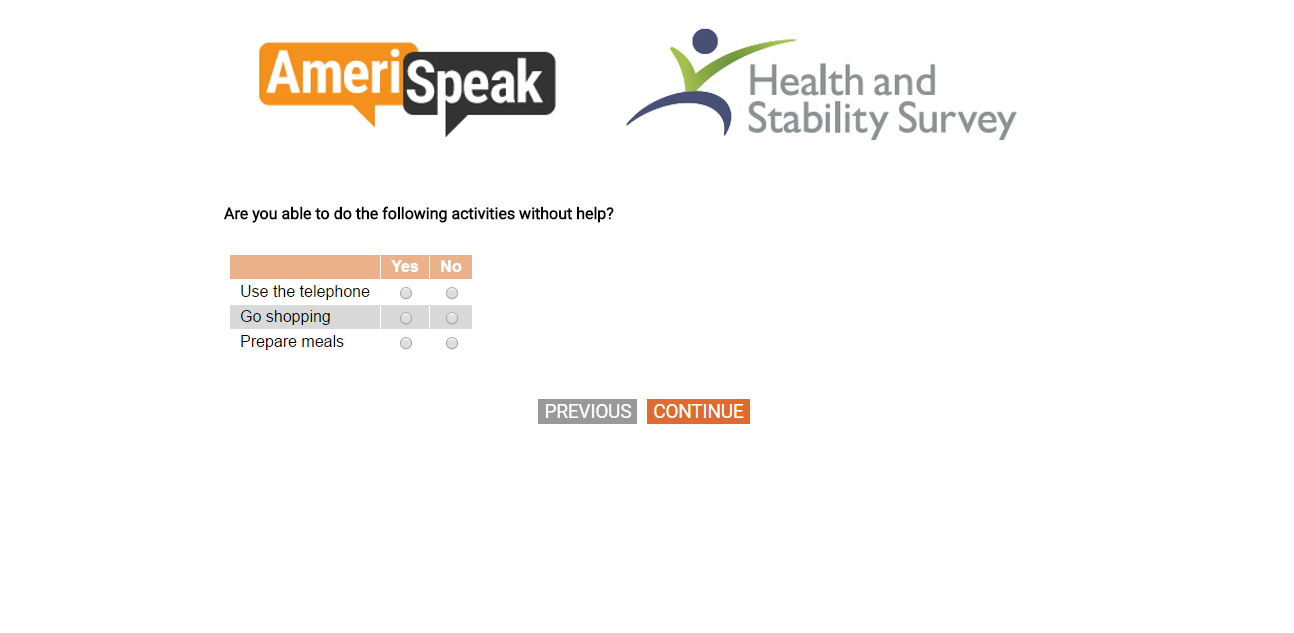 AmeriSpeak
Health and
Stability Survey
Are you able to do the following activities without help?
Yes No
Use the telephone
Go shopping
Prepare meals
PREVIOUS CONTINUE